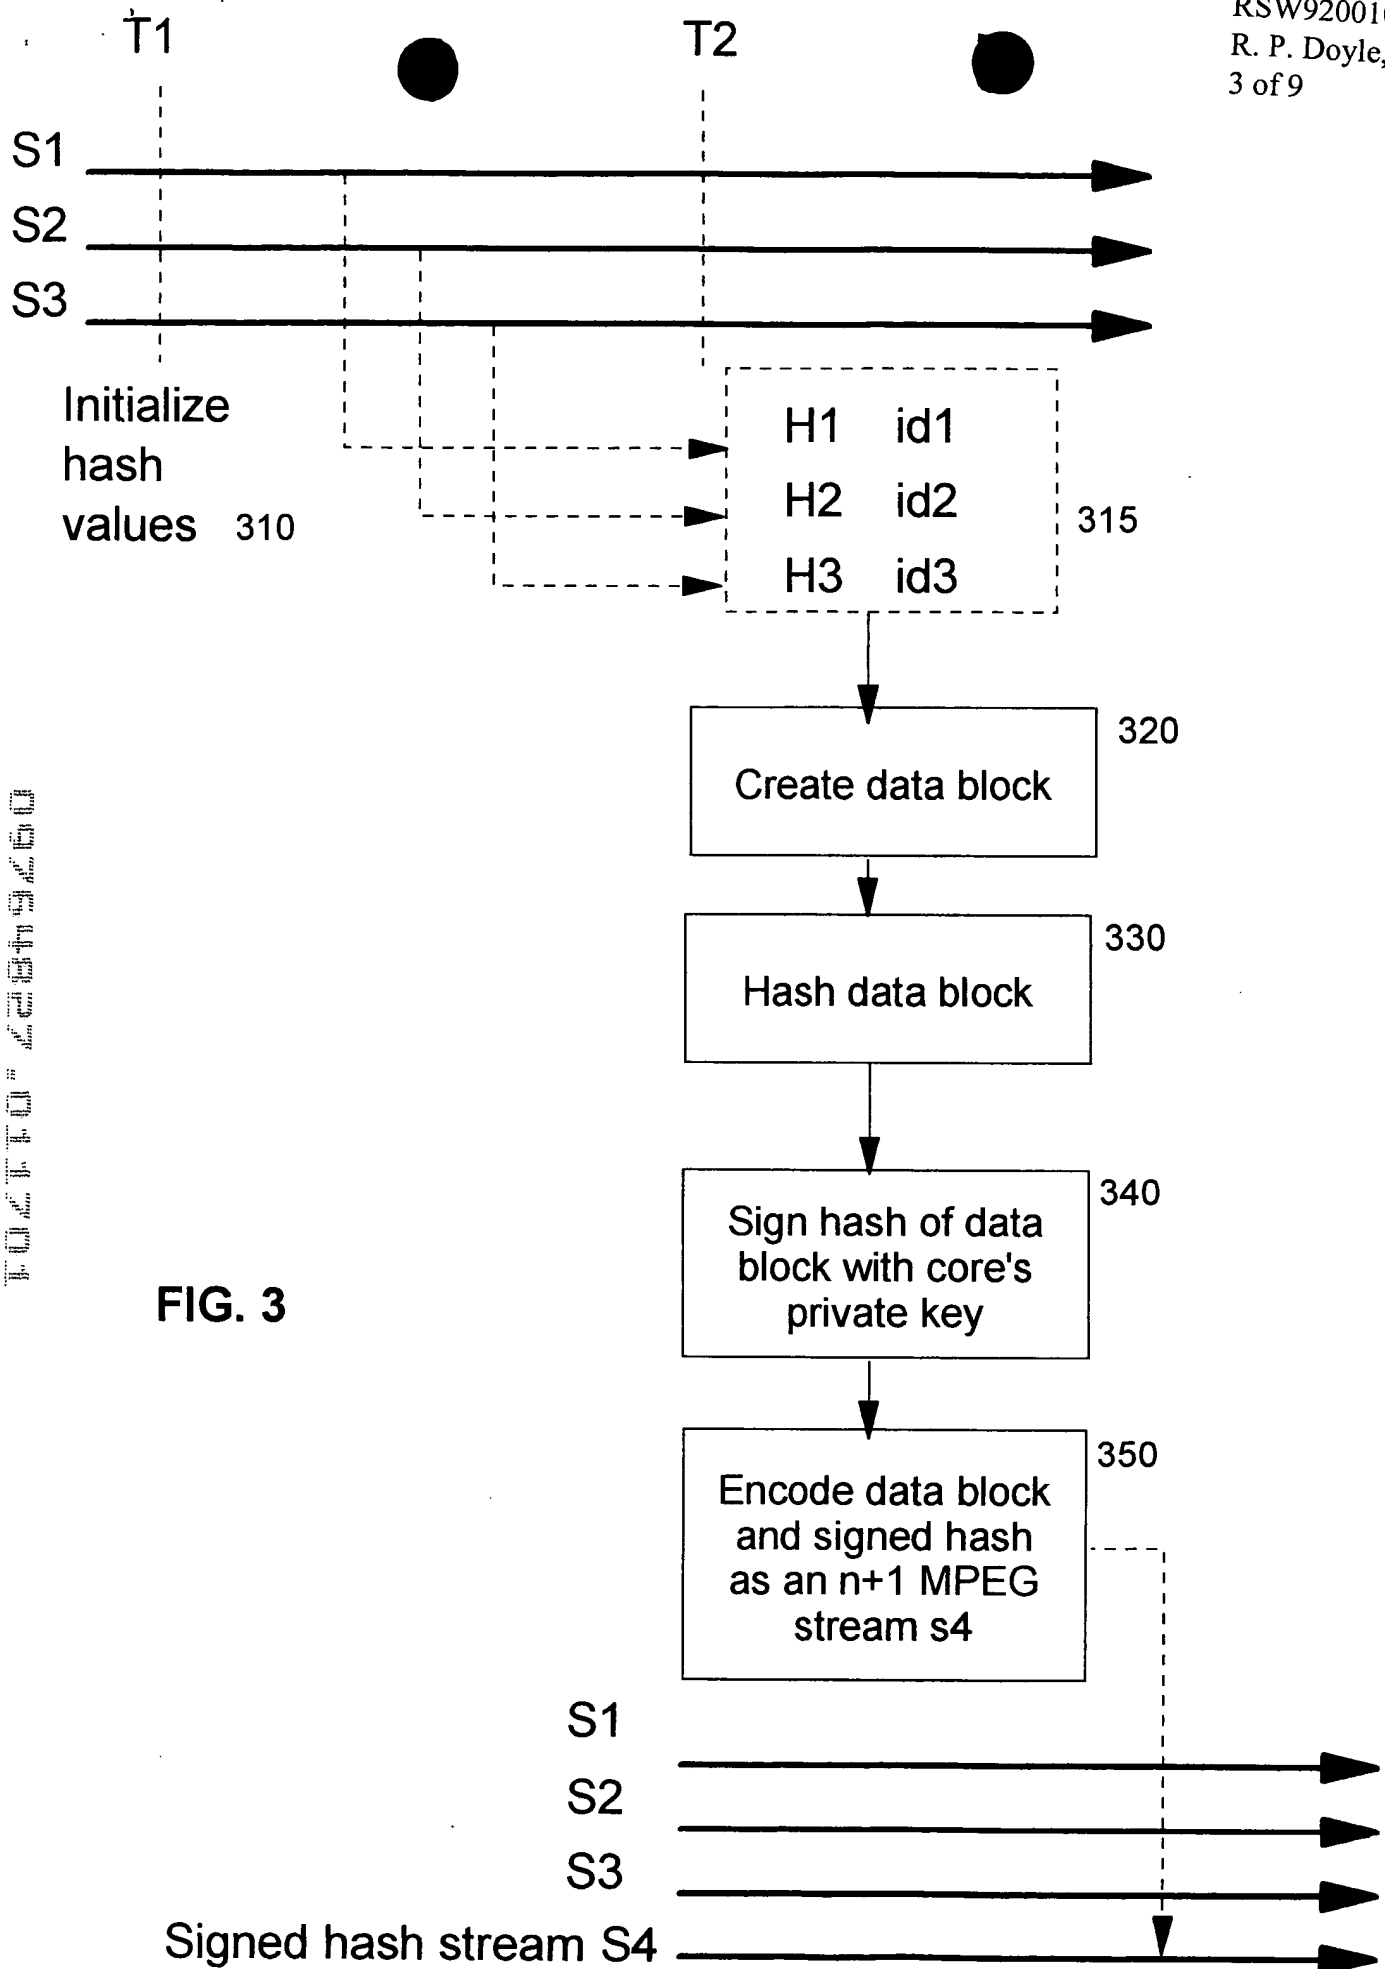 RSW92001
R. P. Doyle,
3 of 9
T1
T2
S1
S2
S3
Initialize
hash
values 310
H1 id1
H2 id2
H3 id3
315
320
Create data block
330
Hash data block
340
Sign hash of data
block with core's
private key
FIG. 3
350
Encode data block
and signed hash
as an n+1 MPEG
stream s4
S1
S2
S3
Signed hash stream S4
09764827 . 011701